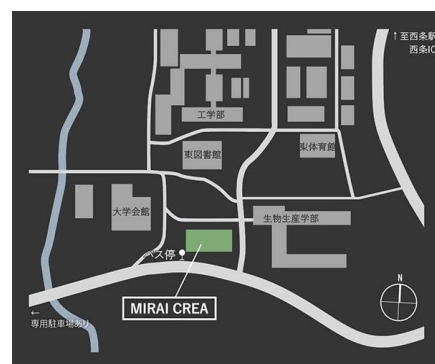 ↑至西条駅
西条IC
工学部
東図書館
東体育館
大学会館
生物生産学部
バス停
N
MIRAI CREA
←
専用駐車場あり